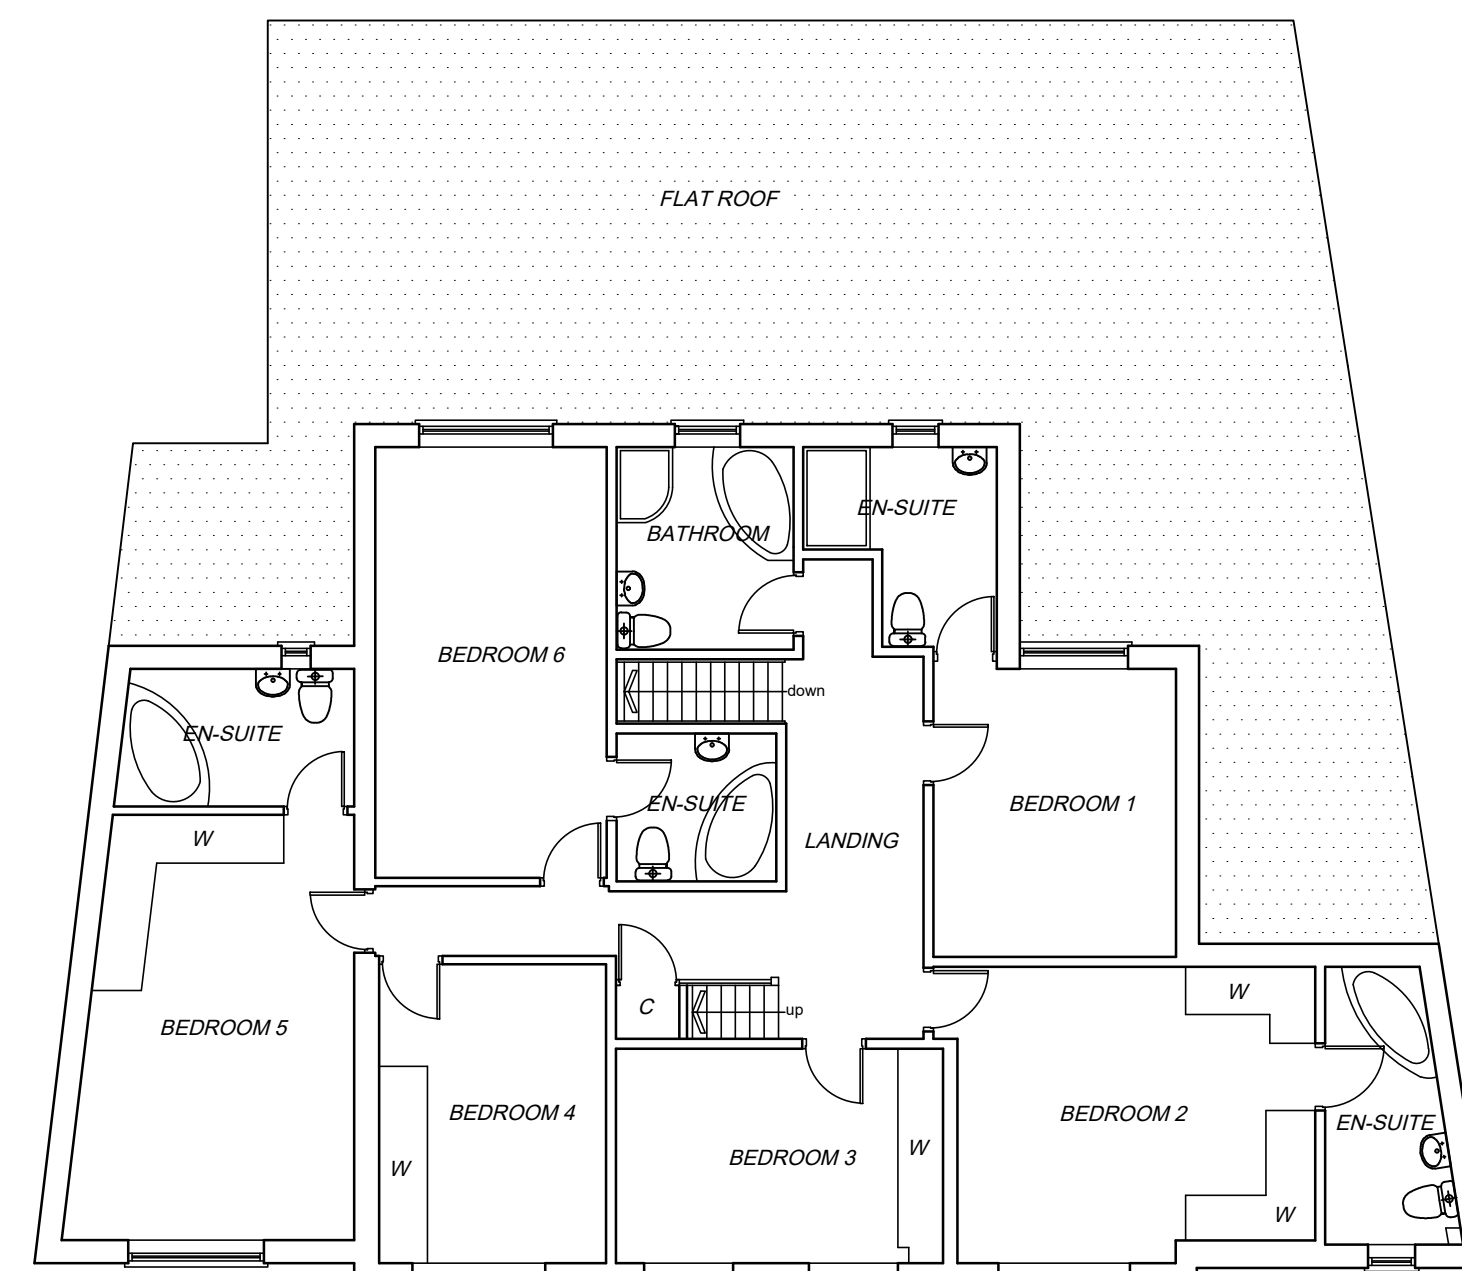 FLAT ROOF
EN-SUITE
BATHROOM
BEDROOM 6
down
EN-SUITE
EN-SUITE
BEDROOM 1
W
LANDING
W
C
up
BEDROOM 5
BEDROOM 4
BEDROOM 2
EN-SUITE
W
BEDROOM 3
W
W